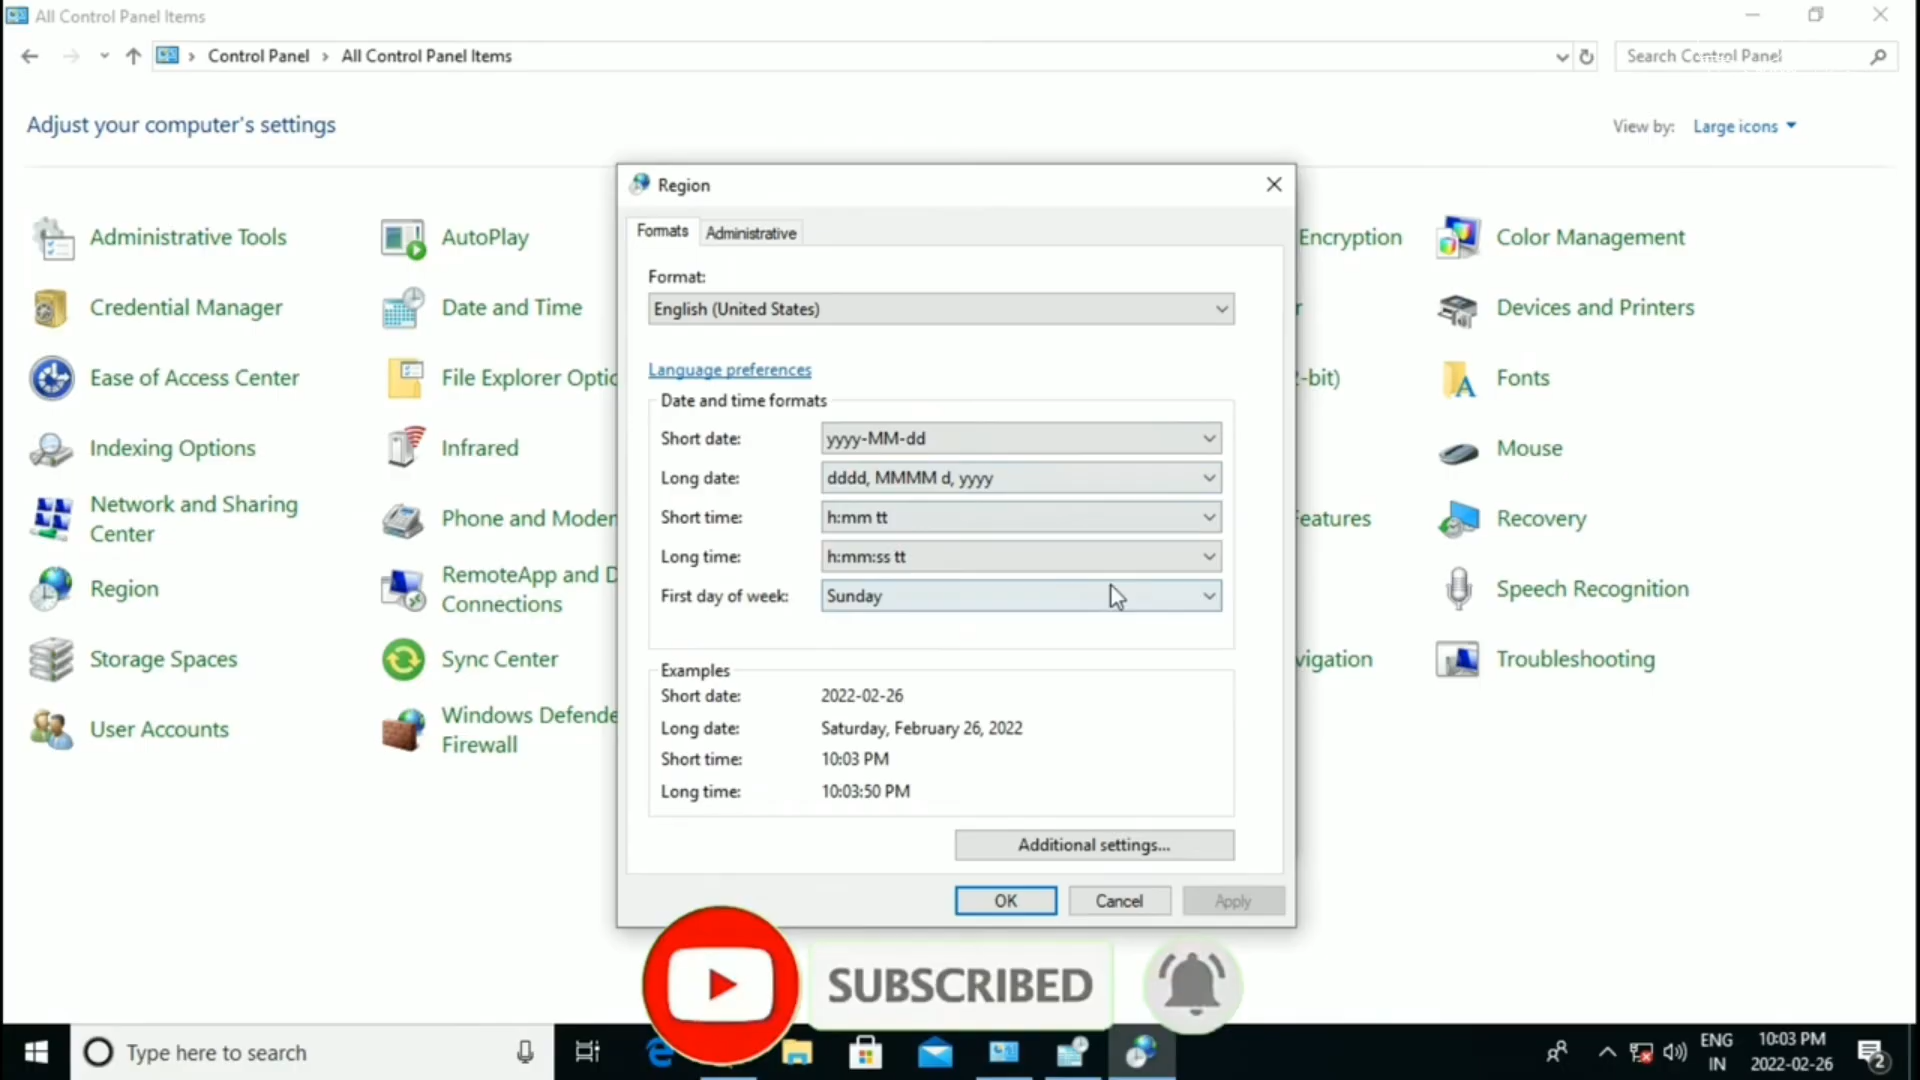 All Control Panel Items
Control Panel › All Control Panel Items
Search Control Panel
Adjust your computer's settings
View by: Large icons
Administrative Tools
AutoPlay
Encryption
Color Management
Credential Manager
Date and Time
r
Devices and Printers
Ease of Access Center
File Explorer Optio
-bit)
Fonts
Indexing Options
Infrared
Mouse
Network and Sharing
Center
Phone and Moder
eatures
Recovery
Region
RemoteApp and D
Connections
Speech Recognition
Storage Spaces
Sync Center
vigation
Troubleshooting
User Accounts
Windows Defende
Firewall
Region
Formats
Administrative
Format:
English (United States)
Language preferences
Date and time formats
Short date: yyyy-MM-dd
Long date: dddd, MMMM d, yyyy
Short time: h:mm tt
Long time: h:mm:ss tt
First day of week: Sunday
Examples
Short date: 2022-02-26
Long date: Saturday, February 26, 2022
Short time: 10:03 PM
Long time: 10:03:50 PM
Additional settings...
OK
Cancel
Apply
SUBSCRIBED
Type here to search
ENG
IN
10:03 PM
2022-02-26
2